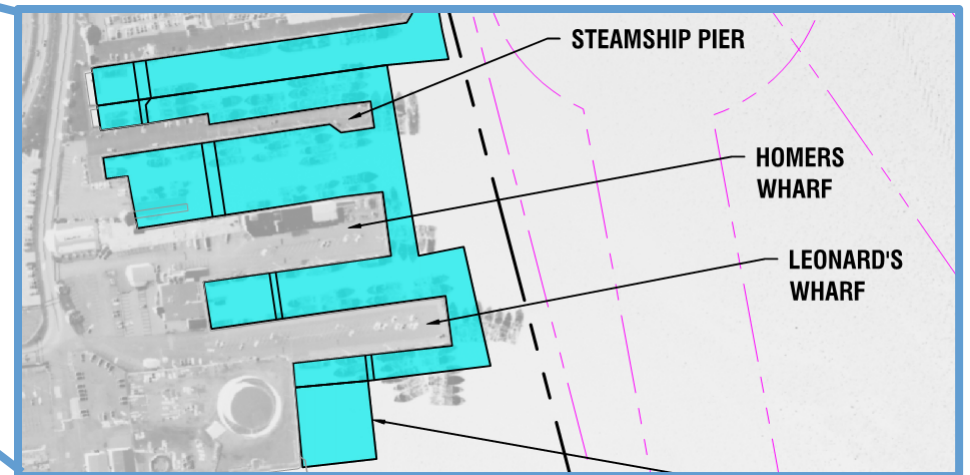 STEAMSHIP PIER
HOMERS
WHARF
LEONARD'S
WHARF